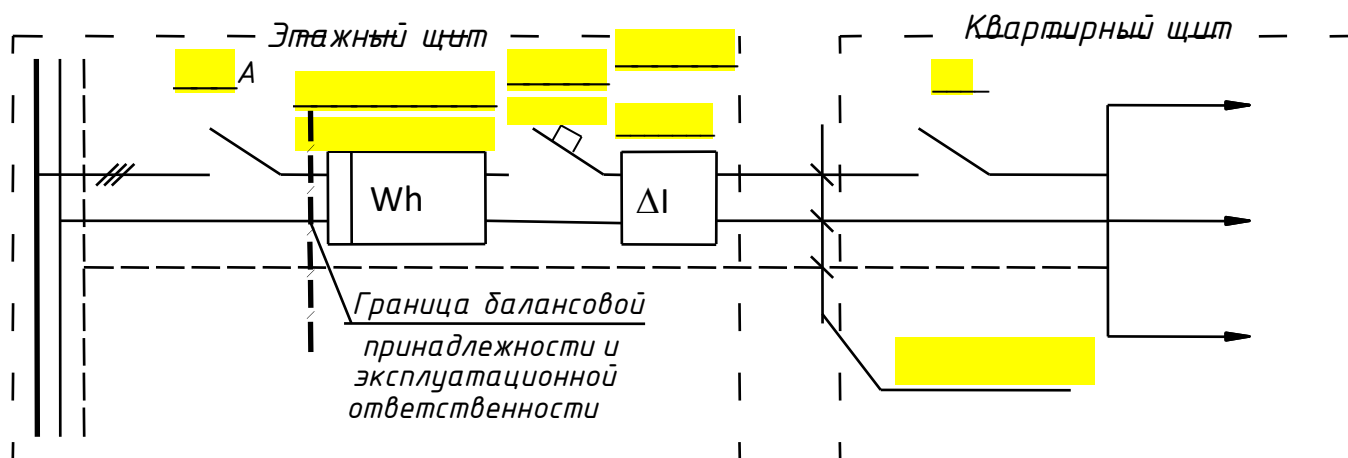 Этажный щит
Квартирный щит
А
Wh
ΔI
Граница балансовой
принадлежности и
эксплуатационной
ответственности